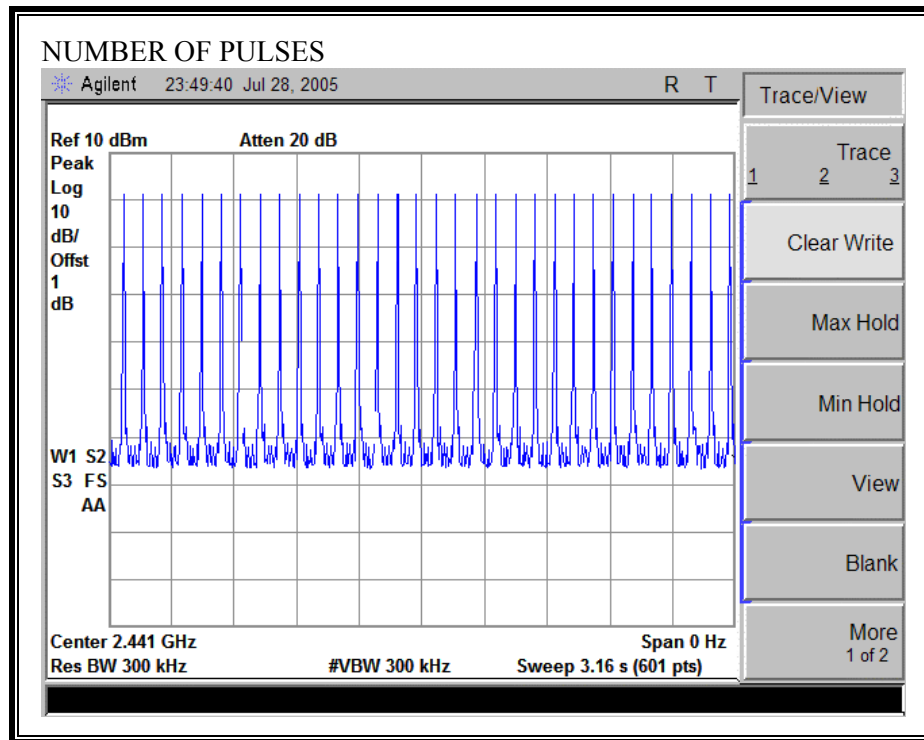 NUMBER OF PULSES
Agilent 23:49:40 Jul 28, 2005 R T
Trace/View
Ref 10 dBm Atten 20 dB
Peak
Log
10
dB/
Offst
1
dB
W1 S2
S3 FS
AA
Center 2.441 GHz Span 0 Hz
Res BW 300 kHz #VBW 300 kHz Sweep 3.16 s (601 pts)
Trace
1 2 3
Clear Write
Max Hold
Min Hold
View
Blank
More
1 of 2